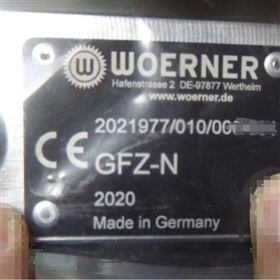 WOERNER
Hafenstrasse 2 DE-97877 Wertheim
www.woerner.de
2021977/010/00
CE
GFZ-N
2020
Made in Germany